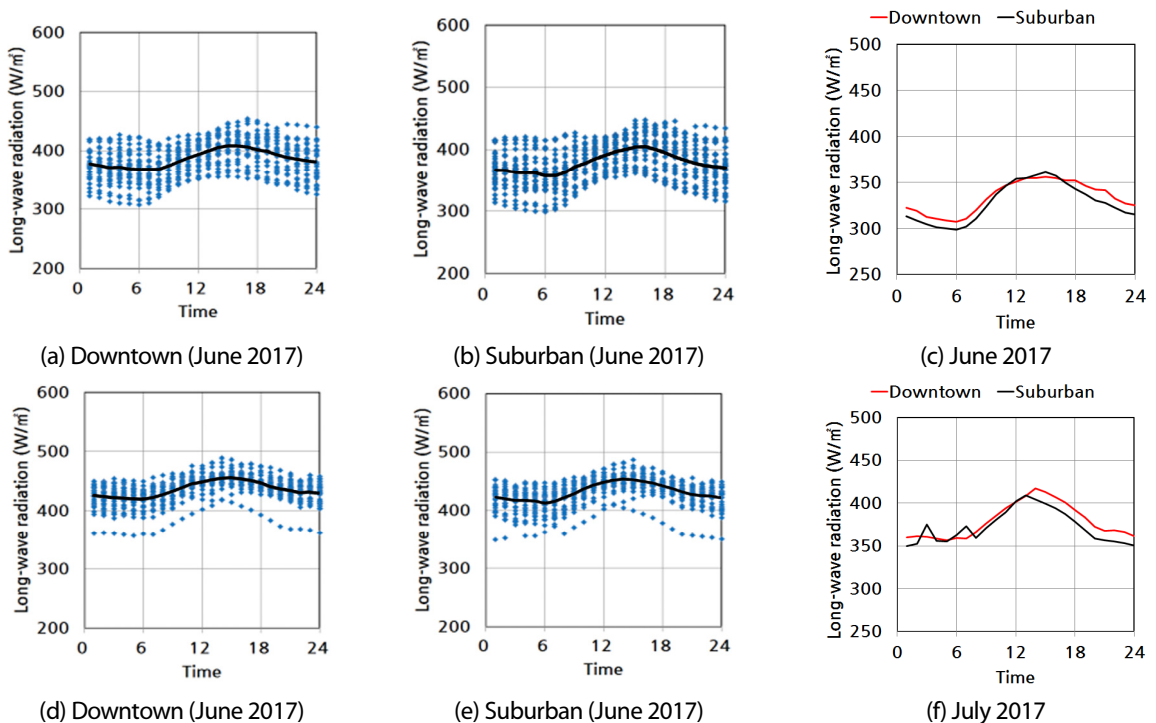 Long-wave radiation (W/㎡)
600
500
400
300
200
0 6 12 18 24
Time
(a) Downtown (June 2017)
Long-wave radiation (W/㎡)
600
500
400
300
200
0 6 12 18 24
Time
(b) Suburban (June 2017)
Downtown Suburban
Long-wave radiation (W/㎡)
500
450
400
350
300
250
0 6 12 18 24
Time
(c) June 2017
Long-wave radiation (W/㎡)
600
500
400
300
200
0 6 12 18 24
Time
(d) Downtown (June 2017)
Long-wave radiation (W/㎡)
600
500
400
300
200
0 6 12 18 24
Time
(e) Suburban (June 2017)
Downtown Suburban
Long-wave radiation (W/㎡)
500
450
400
350
300
250
0 6 12 18 24
Time
(f) July 2017